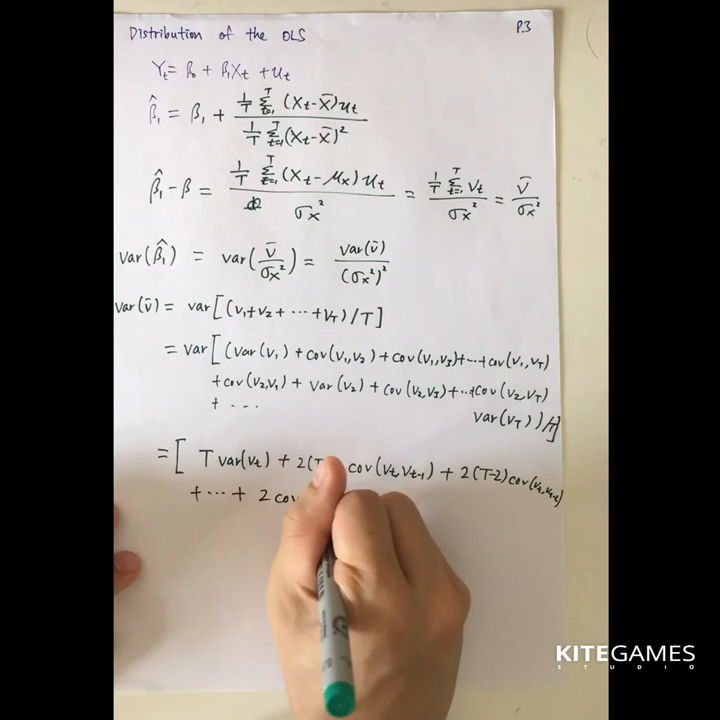 Distribution of the OLS P.3
Yt = β0 + β1Xt + ut
β̂1 = β1 + (1/T Σ_{t=1}^{T} (Xt-X̄)ut) / (1/T Σ_{t=1}^{T} (Xt-X̄)²)
β̂1 - β = (1/T Σ_{t=1}^{T} (Xt-μx)ut) / σx² = (1/T Σ_{t=1}^{T} vt) / σx² = v̄ / σx²
var(β̂1) = var(v̄/σx²) = var(v̄) / (σx²)²
var(v̄) = var[(v1+v2+···+vT)/T]
= var[(var(v1)+cov(v1,v2)+cov(v1,v3)+···+cov(v1,vT)
+cov(v2,v1)+var(v2)+cov(v2,v3)+···+cov(v2,vT)
+ ···
var(vT))/T]
= [T var(vt) + 2(T cov(vt,vt-1) + 2(T-2)cov(vt,vt-2)
+···+ 2cov
KITEGAMES
STUDIO